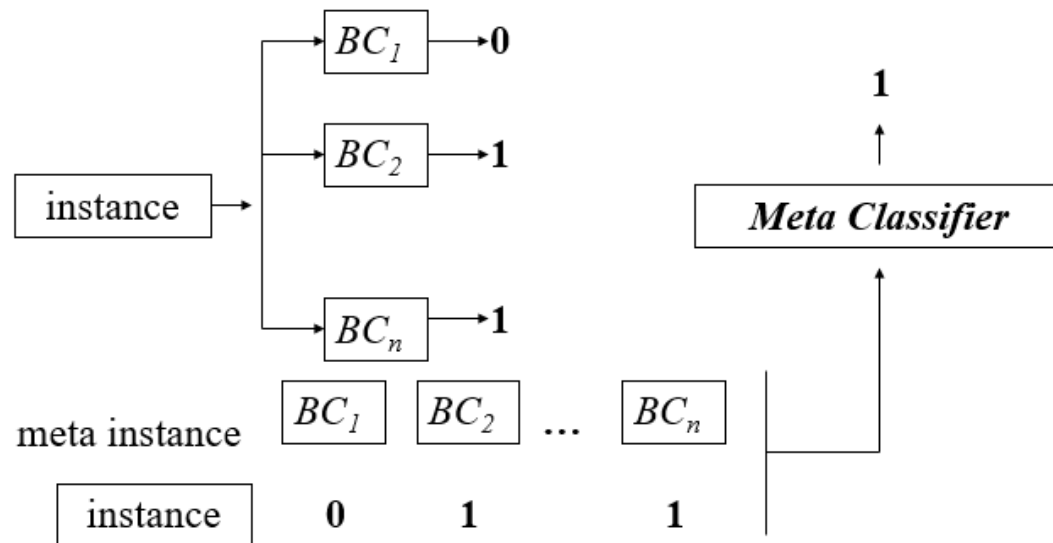 BC₁ 0
1
BC₂ 1
instance
Meta Classifier
BCₙ 1
BC₁ BC₂ ... BCₙ
meta instance
instance 0 1 1